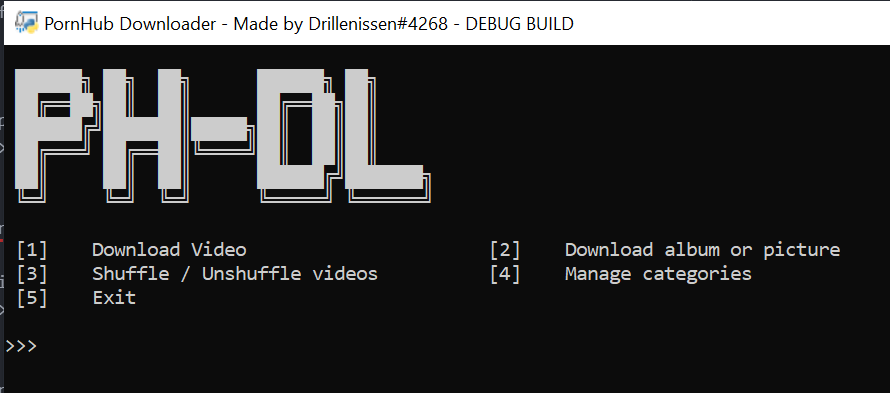 PornHub Downloader - Made by Drillenissen#4268 - DEBUG BUILD
PH-DL
[1] Download Video [2] Download album or picture
[3] Shuffle / Unshuffle videos [4] Manage categories
[5] Exit
>>>